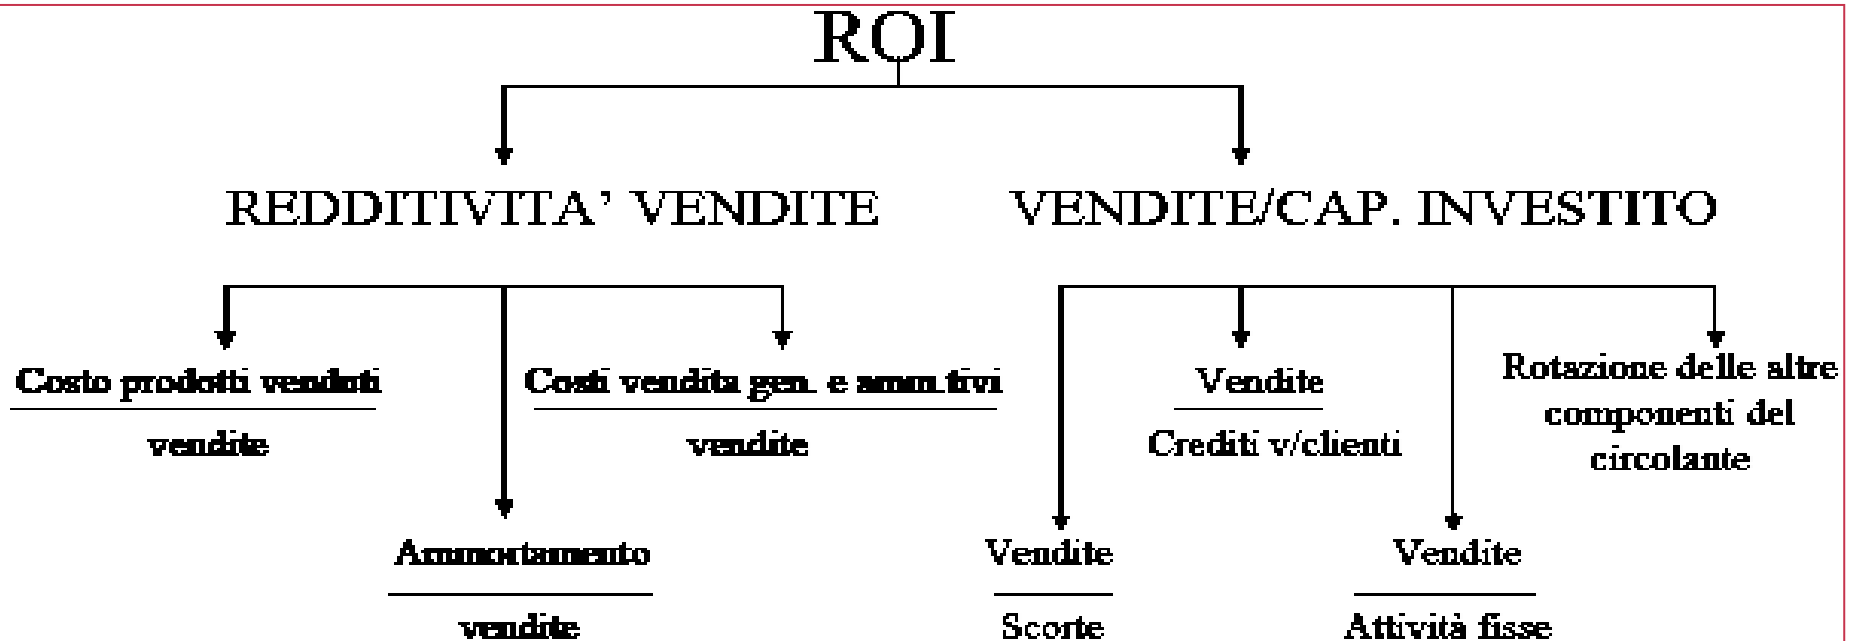 ROI
REDDITIVITA' VENDITE
VENDITE/CAP. INVESTITO
Costo prodotti venduti
vendite
Costi vendita gen. e amm.tivi
vendite
Vendite
Crediti v/clienti
Rotazione delle altre
componenti del
circolante
Ammortamento
vendite
Vendite
Scorte
Vendite
Attività fisse